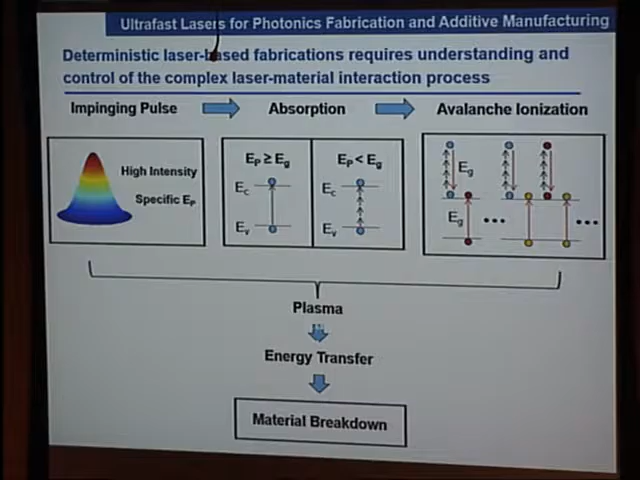 Ultrafast Lasers for Photonics Fabrication and Additive Manufacturing
Deterministic laser-based fabrications requires understanding and
control of the complex laser-material interaction process
Impinging Pulse
Absorption
Avalanche Ionization
High Intensity
Specific EP
EP ≥ Eg
Ec
Ev
EP < Eg
Ec
Ev
Eg
Eg
•••
•••
Plasma
Energy Transfer
Material Breakdown